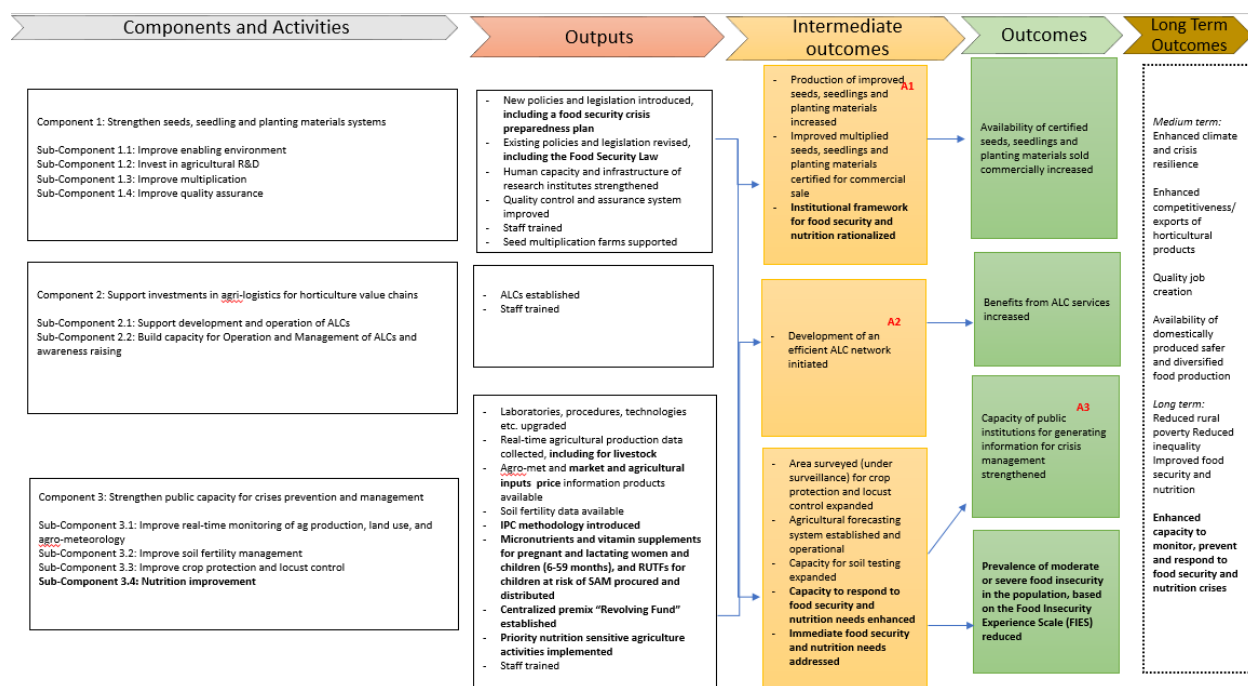 Components and Activities
Outputs
Intermediate
outcomes
Outcomes
Long Term
Outcomes
Component 1: Strengthen seeds, seedling and planting materials systems
Sub-Component 1.1: Improve enabling environment
Sub-Component 1.2: Invest in agricultural R&D
Sub-Component 1.3: Improve multiplication
Sub-Component 1.4: Improve quality assurance
- New policies and legislation introduced,
including a food security crisis
preparedness plan
- Existing policies and legislation revised,
including the Food Security Law
- Human capacity and infrastructure of
research institutes strengthened
- Quality control and assurance system
improved
- Staff trained
- Seed multiplication farms supported
- Production of improved
seeds, seedlings and
planting materials
increased
A1
- Improved multiplied
seeds, seedlings and
planting materials
certified for commercial
sale
- Institutional framework
for food security and
nutrition rationalized
Availability of certified
seeds, seedlings and
planting materials sold
commercially increased
Component 2: Support investments in agri-logistics for horticulture value chains
Sub-Component 2.1: Support development and operation of ALCs
Sub-Component 2.2: Build capacity for Operation and Management of ALCs and
awareness raising
- ALCs established
- Staff trained
A2
- Development of an
efficient ALC network
initiated
Benefits from ALC services
increased
Component 3: Strengthen public capacity for crises prevention and management
Sub-Component 3.1: Improve real-time monitoring of ag production, land use, and
agro-meteorology
Sub-Component 3.2: Improve soil fertility management
Sub-Component 3.3: Improve crop protection and locust control
Sub-Component 3.4: Nutrition improvement
- Laboratories, procedures, technologies
etc. upgraded
- Real-time agricultural production data
collected, including for livestock
- Agro-met and market and agricultural
inputs price information products
available
- Soil fertility data available
- IPC methodology introduced
- Micronutrients and vitamin supplements
for pregnant and lactating women and
children (6-59 months), and RUTFs for
children at risk of SAM procured and
distributed
- Centralized premix “Revolving Fund”
established
- Priority nutrition sensitive agriculture
activities implemented
- Staff trained
- Area surveyed (under
surveillance) for crop
protection and locust
control expanded
- Agricultural forecasting
system established and
operational
- Capacity for soil testing
expanded
- Capacity to respond to
food security and
nutrition needs enhanced
- Immediate food security
and nutrition needs
addressed
A3
Capacity of public
institutions for generating
information for crisis
management
strengthened
Prevalence of moderate
or severe food insecurity
in the population, based
on the Food Insecurity
Experience Scale (FIES)
reduced
Medium term:
Enhanced climate
and crisis
resilience
Enhanced
competitiveness/
exports of
horticultural
products
Quality job
creation
Availability of
domestically
produced safer
and diversified
food production
Long term:
Reduced rural
poverty Reduced
inequality
Improved food
security and
nutrition
Enhanced
capacity to
monitor, prevent
and respond to
food security and
nutrition crises